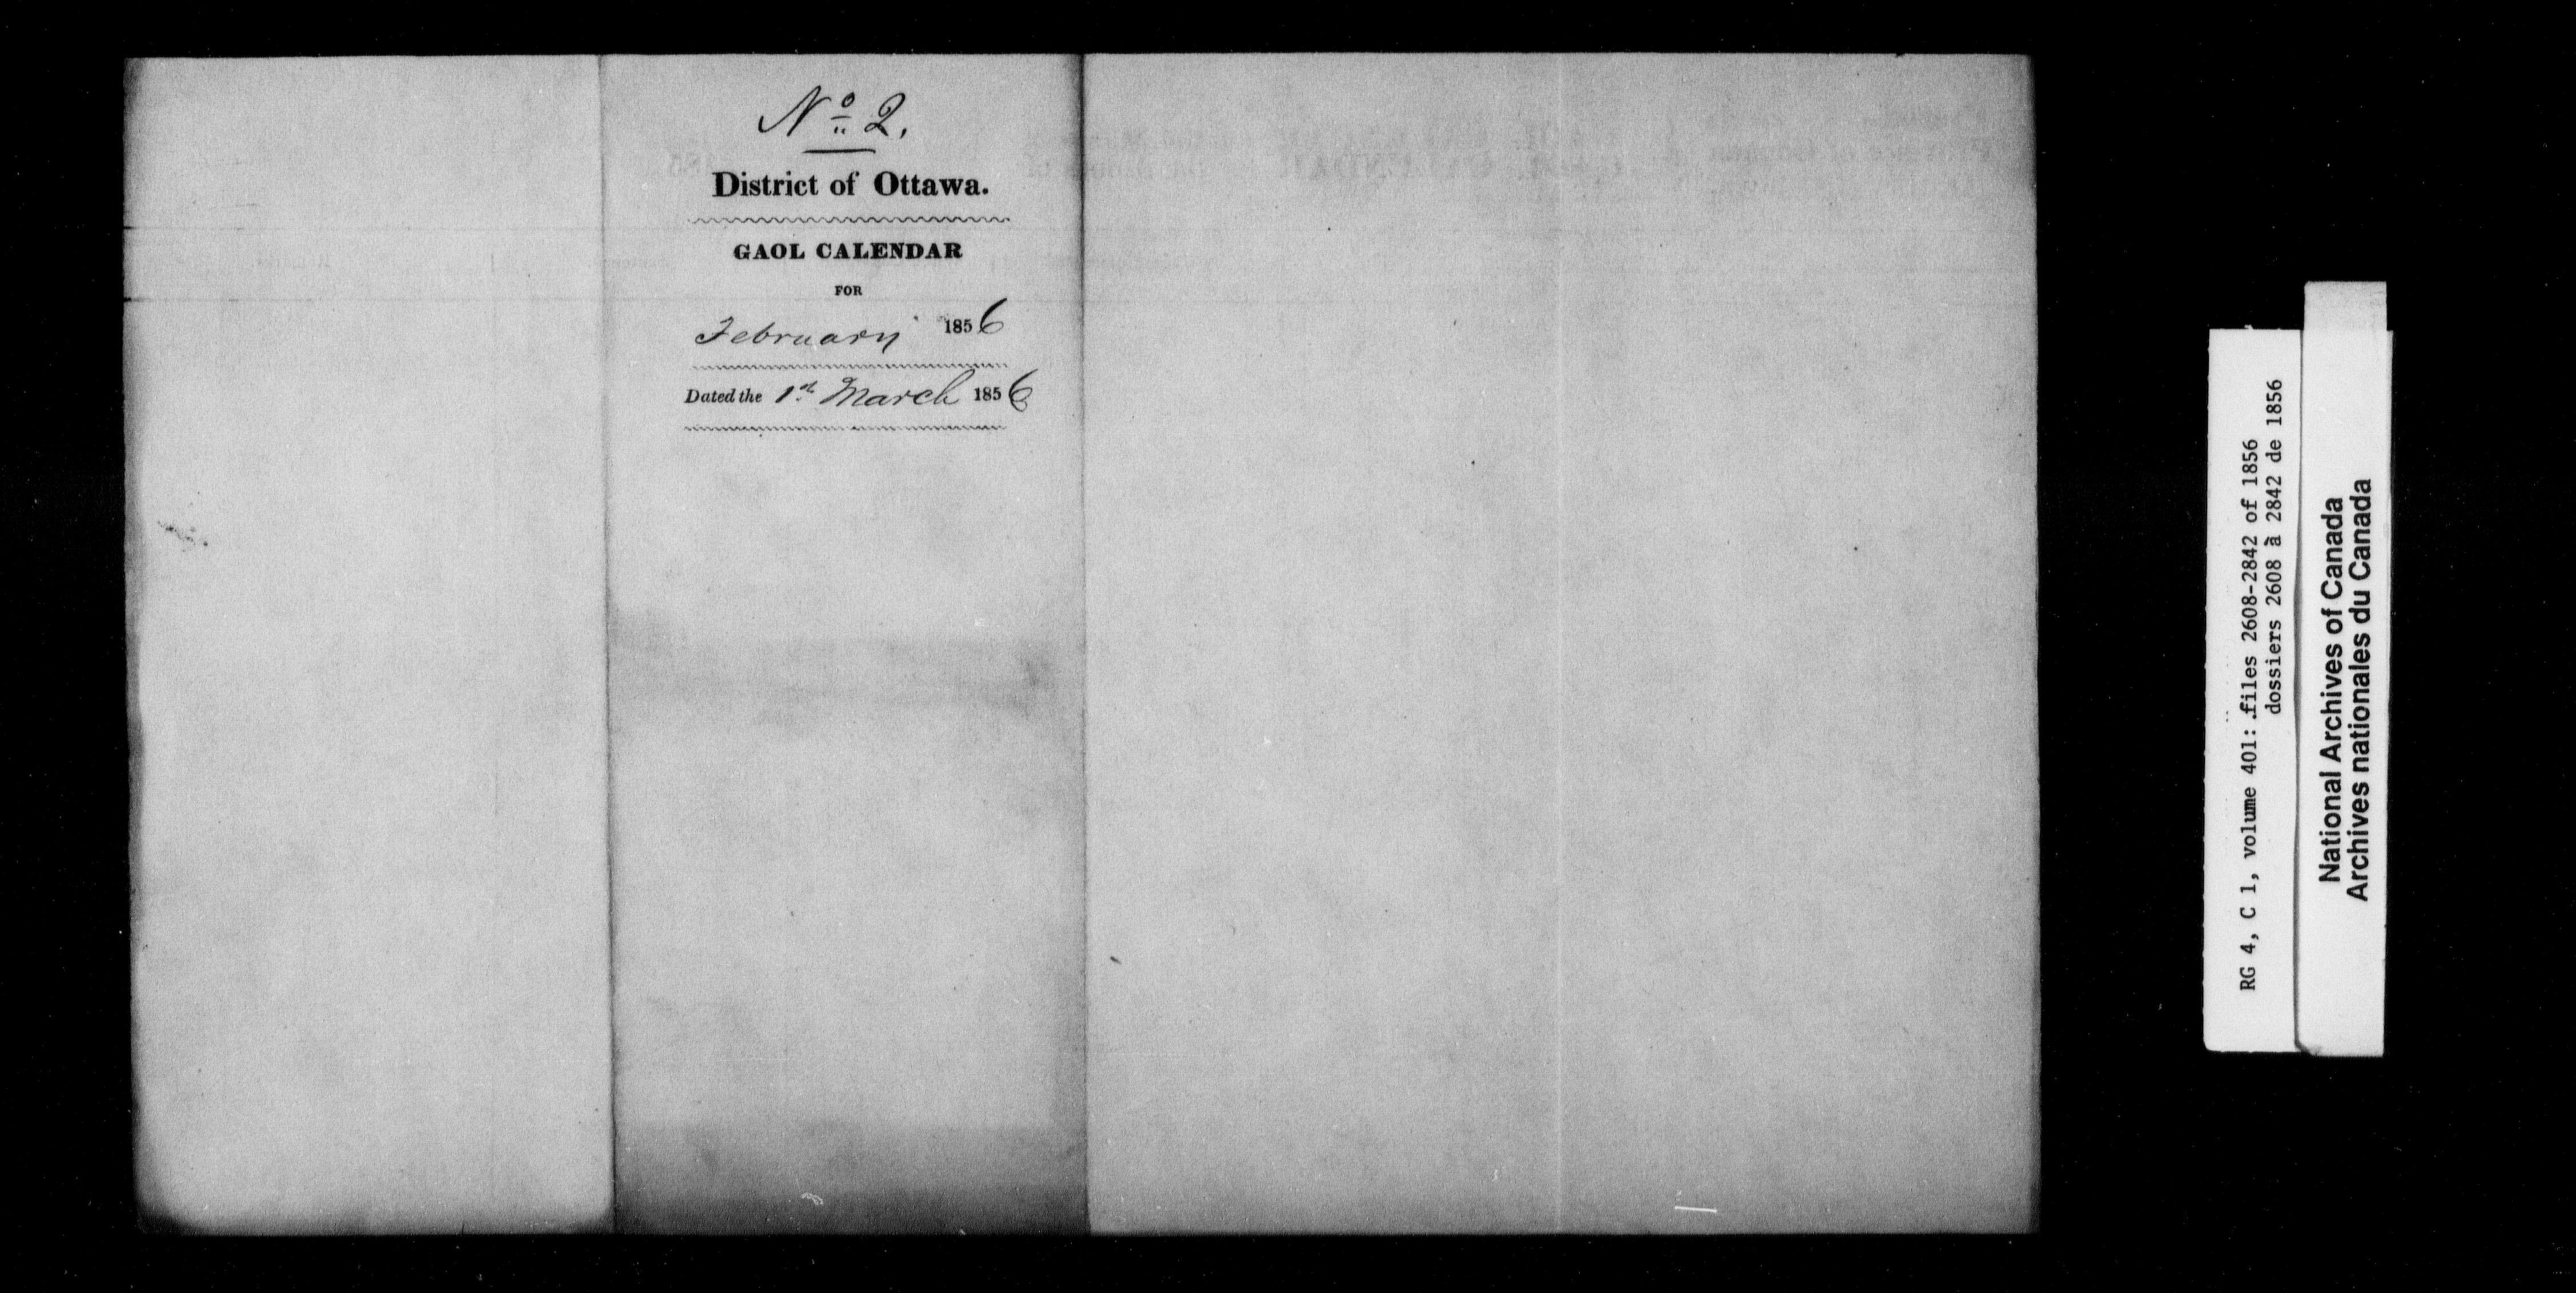 Nº 2.
District of Ottawa.
GAOL CALENDAR
FOR
February 1856
Dated the 1st March 1856
RG 4, C 1, volume 401: files 2608-2842 of 1856
dossiers 2608 à 2842 de 1856
National Archives of Canada
Archives nationales du Canada